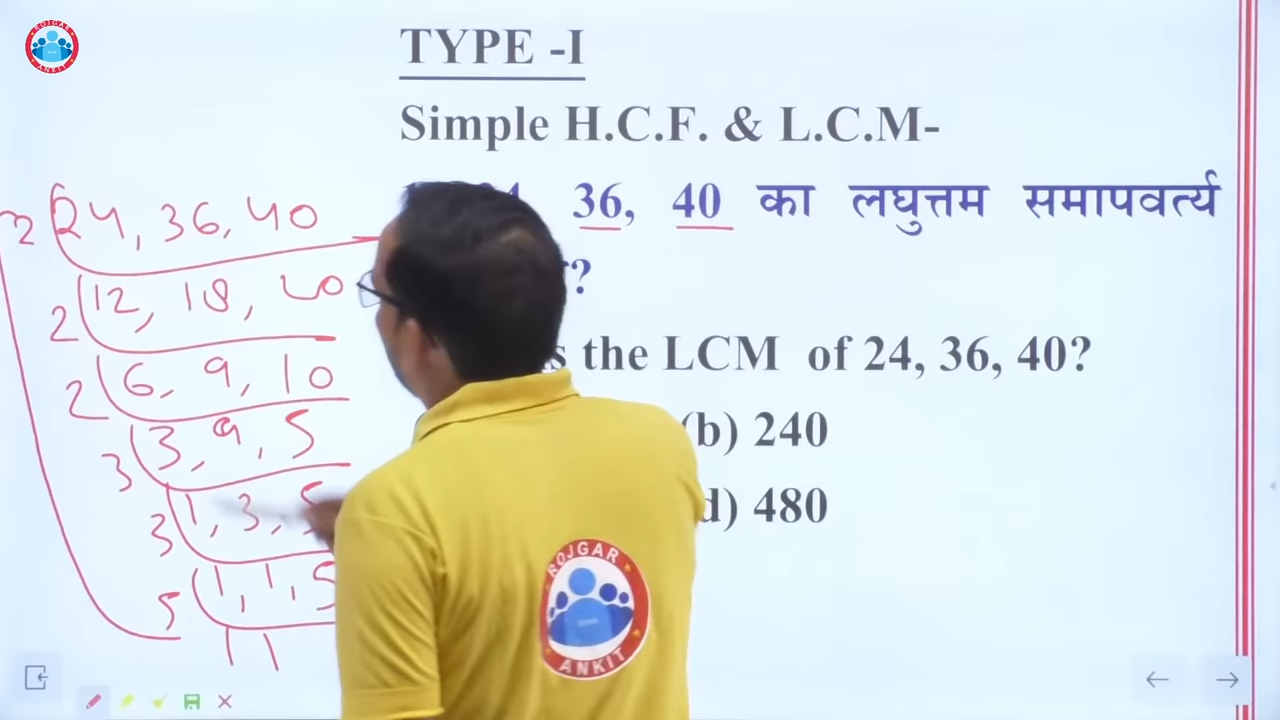 ROJGAR
ANKIT
TYPE -I
Simple H.C.F. & L.C.M-
36, 40 का लघुत्तम समापवर्त्य
?
the LCM of 24, 36, 40?
(b) 240
d) 480
2 24, 36, 40
2 12, 18, 20
2 6, 9, 10
3 3, 9, 5
3 1, 3, 5
5 1, 1, 5
1 1
ROJGAR
ANKIT